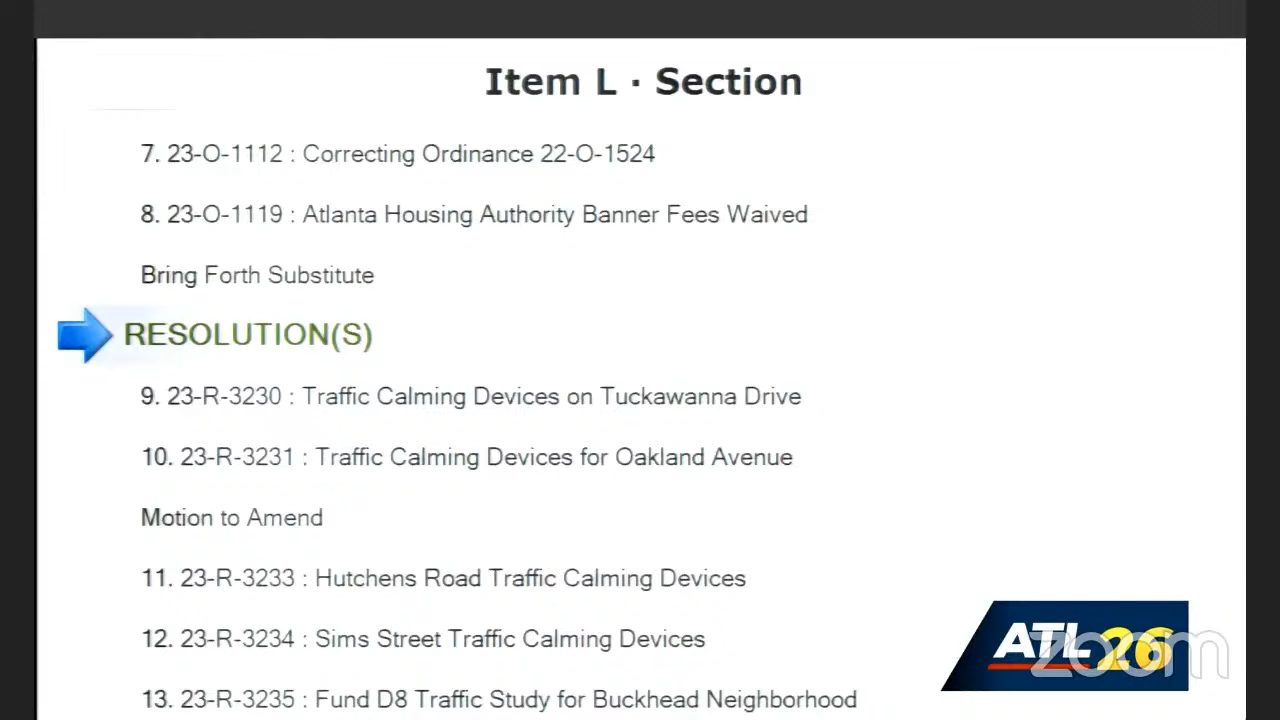 Item L · Section
7. 23-O-1112 : Correcting Ordinance 22-O-1524
8. 23-O-1119 : Atlanta Housing Authority Banner Fees Waived
Bring Forth Substitute
RESOLUTION(S)
9. 23-R-3230 : Traffic Calming Devices on Tuckawanna Drive
10. 23-R-3231 : Traffic Calming Devices for Oakland Avenue
Motion to Amend
11. 23-R-3233 : Hutchens Road Traffic Calming Devices
12. 23-R-3234 : Sims Street Traffic Calming Devices
ATL 26
zoom
13. 23-R-3235 : Fund D8 Traffic Study for Buckhead Neighborhood